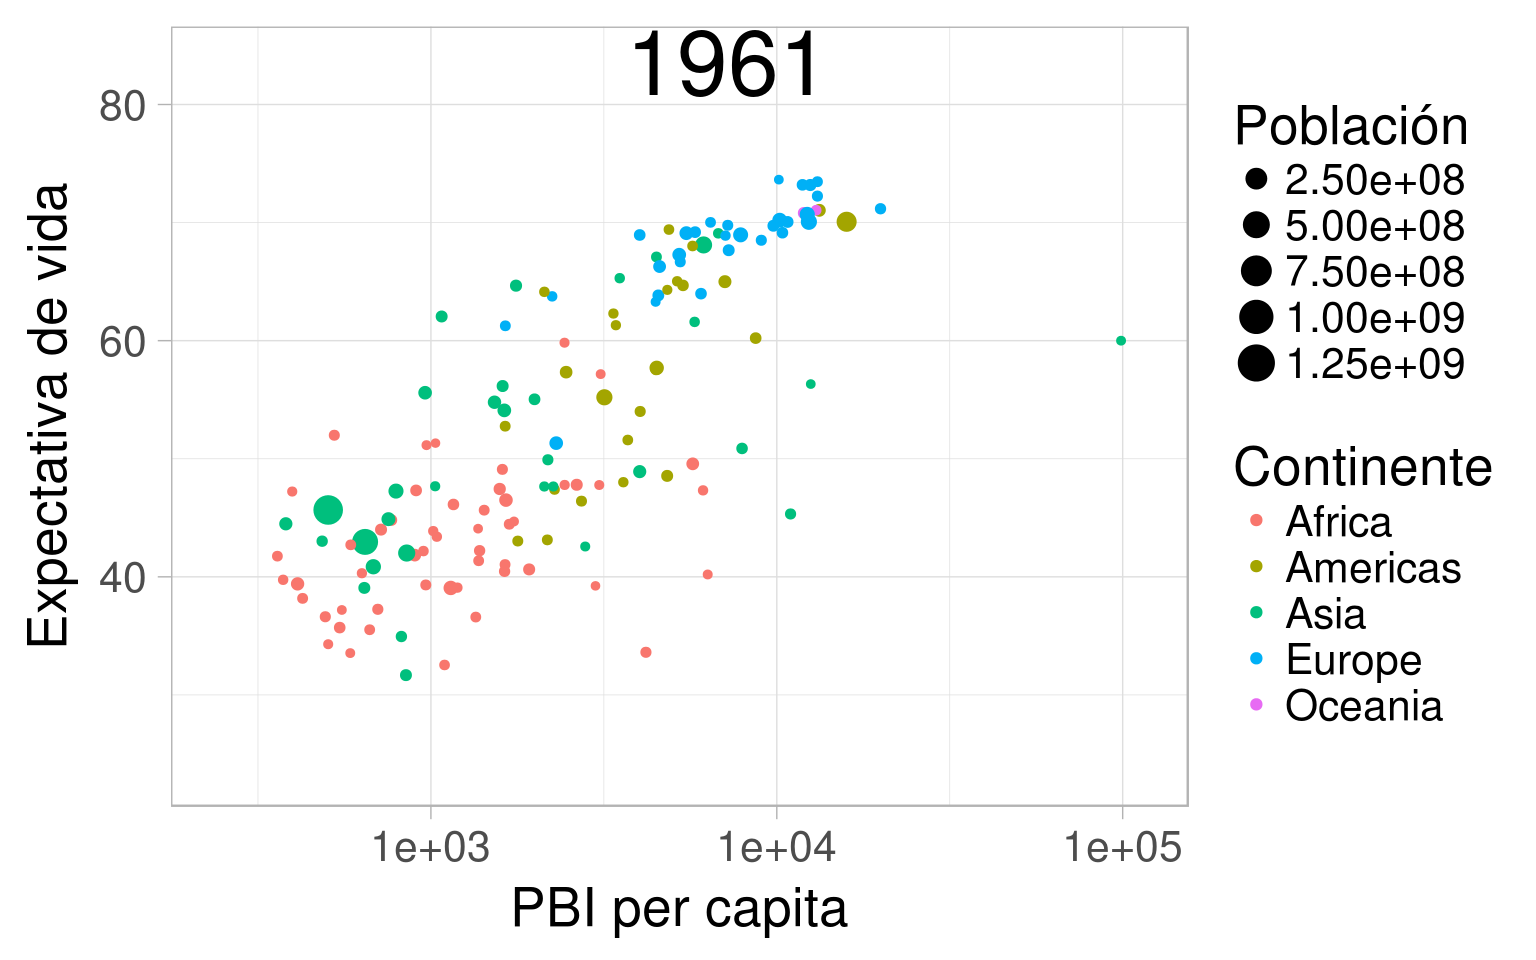 1961
80
60
40
Expectativa de vida
1e+03
1e+04
1e+05
PBI per capita
Población
2.50e+08
5.00e+08
7.50e+08
1.00e+09
1.25e+09
Continente
Africa
Americas
Asia
Europe
Oceania